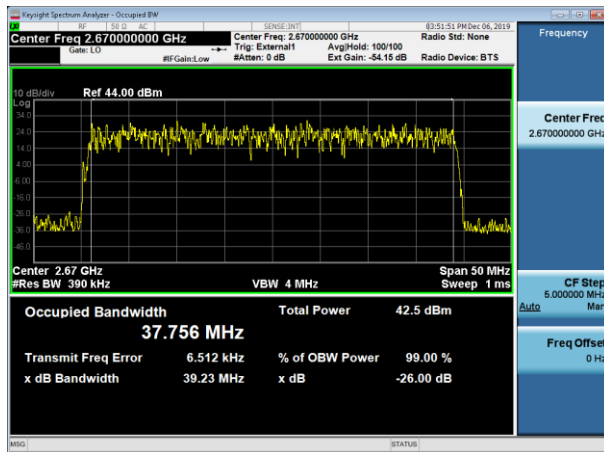 Keysight Spectrum Analyzer - Occupied BW
LXI RF 50 Ω AC SENSE:INT 03:51:51 PM Dec 06, 2019
Center Freq 2.670000000 GHz Center Freq: 2.670000000 GHz Radio Std: None Frequency
Gate: LO Trig: External1 Avg|Hold: 100/100
#IFGain:Low #Atten: 0 dB Ext Gain: -54.15 dB Radio Device: BTS
10 dB/div Ref 44.00 dBm
Log
34.0
24.0
14.0
4.00
-6.00
-16.0
-26.0
-36.0
-46.0
Center Freq
2.670000000 GHz
Center 2.67 GHz Span 50 MHz
#Res BW 390 kHz VBW 4 MHz Sweep 1 ms
CF Step
5.000000 MHz
Auto Man
Occupied Bandwidth Total Power 42.5 dBm
37.756 MHz
Transmit Freq Error 6.512 kHz % of OBW Power 99.00 %
x dB Bandwidth 39.23 MHz x dB -26.00 dB
Freq Offset
0 Hz
MSG STATUS